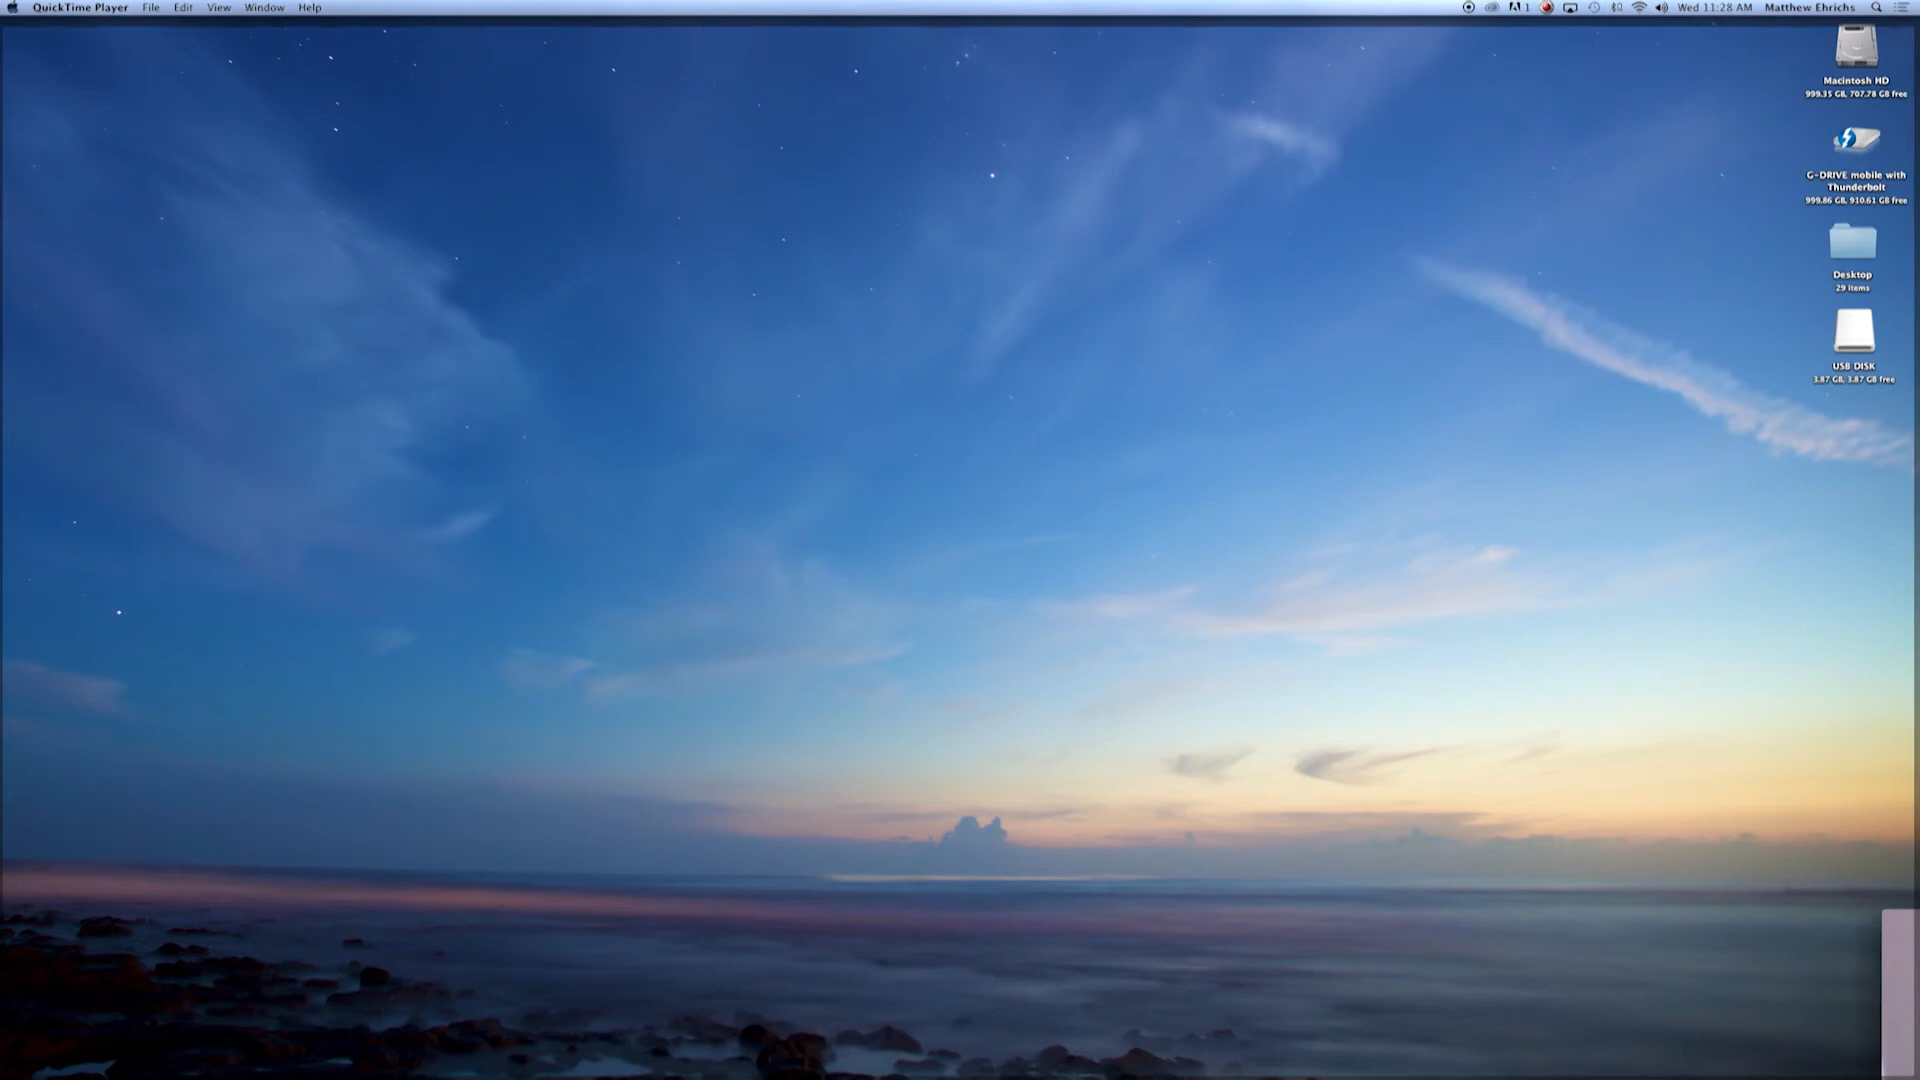 QuickTime Player File Edit View Window Help
1 Wed 11:28 AM Matthew Ehrichs
Macintosh HD
999.35 GB, 707.78 GB free
G-DRIVE mobile with
Thunderbolt
999.86 GB, 910.61 GB free
Desktop
29 items
USB DISK
3.87 GB, 3.87 GB free